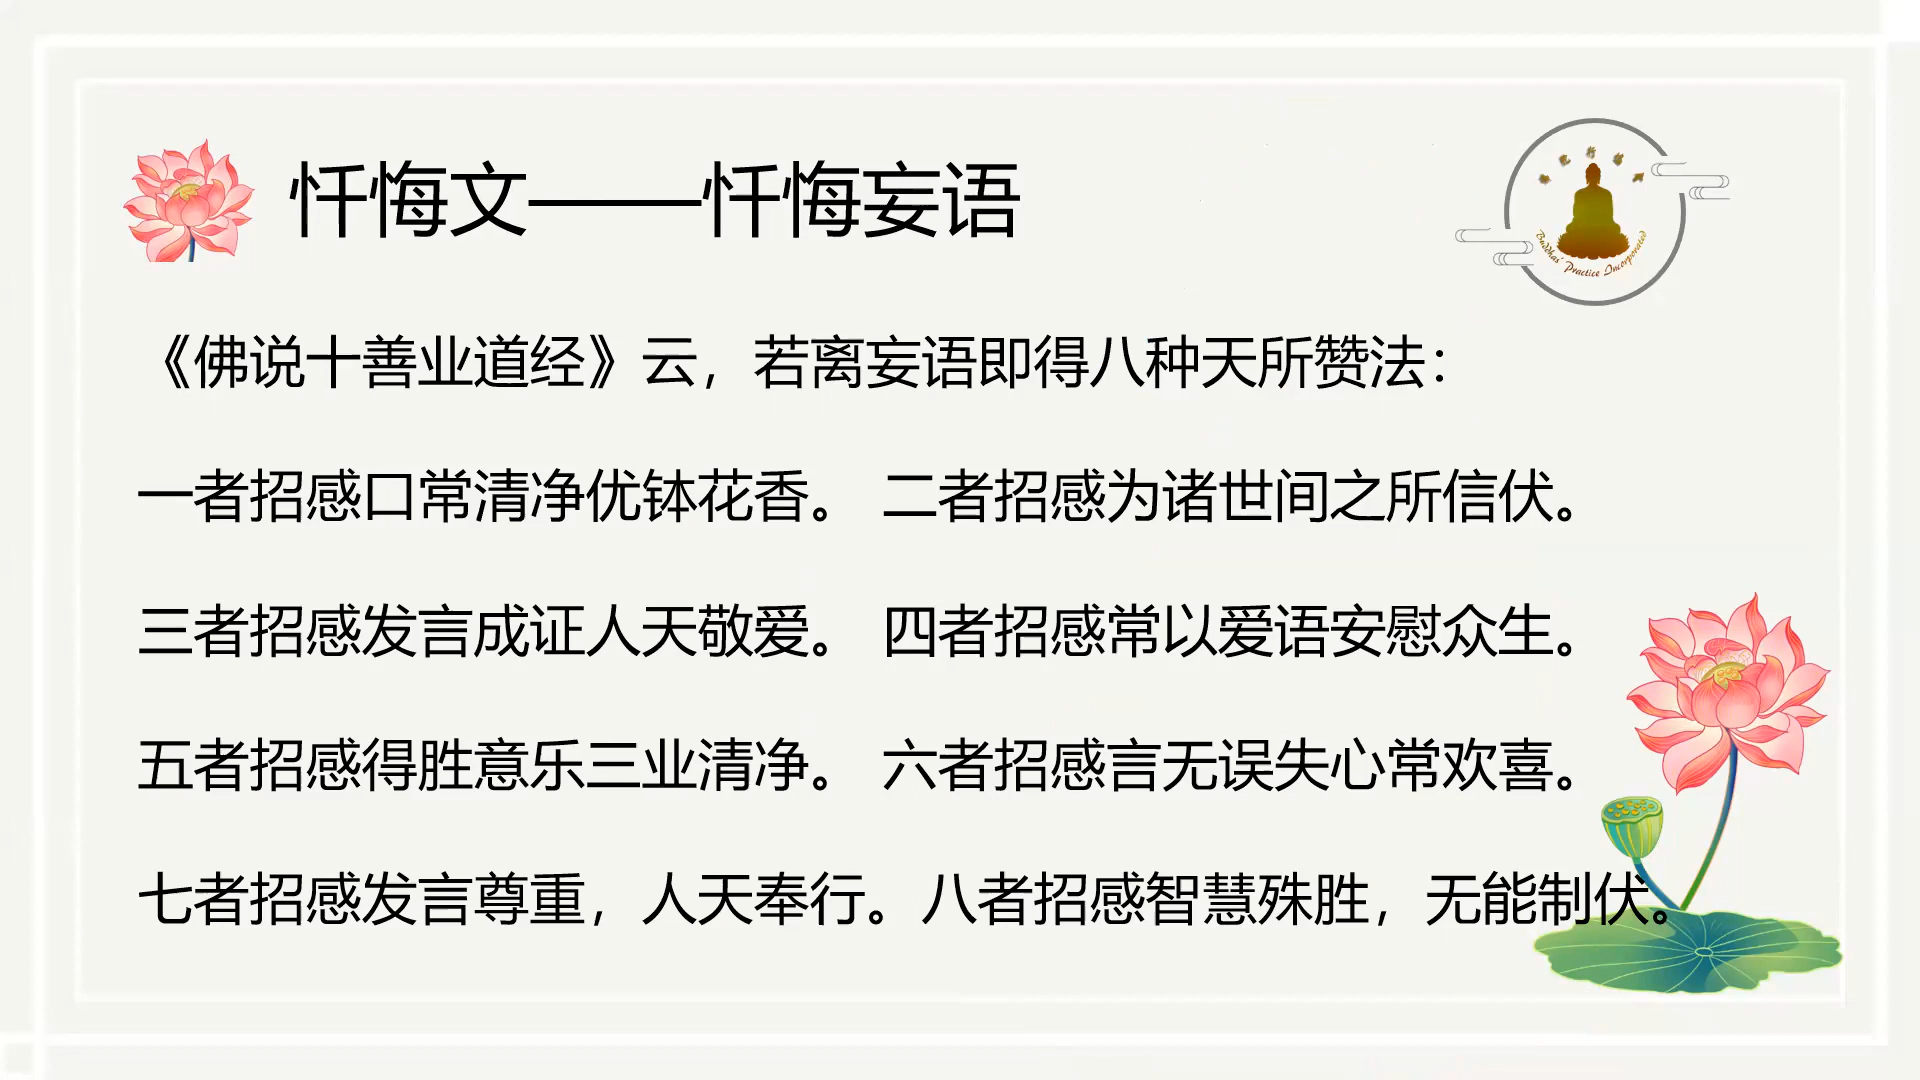 忏悔文——忏悔妄语
Buddhas' Practice Incorporated
《佛说十善业道经》云，若离妄语即得八种天所赞法：
一者招感口常清净优钵花香。 二者招感为诸世间之所信伏。
三者招感发言成证人天敬爱。 四者招感常以爱语安慰众生。
五者招感得胜意乐三业清净。 六者招感言无误失心常欢喜。
七者招感发言尊重，人天奉行。八者招感智慧殊胜，无能制伏。